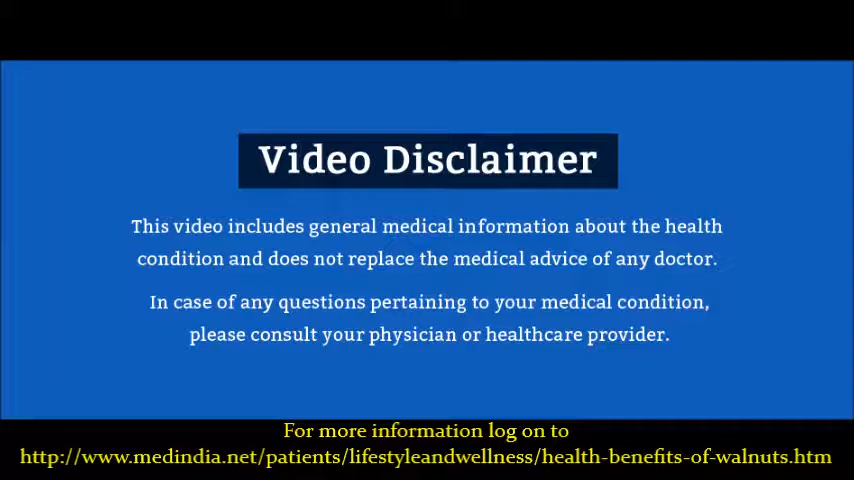 Video Disclaimer
This video includes general medical information about the health
condition and does not replace the medical advice of any doctor.
In case of any questions pertaining to your medical condition,
please consult your physician or healthcare provider.
For more information log on to
http://www.medindia.net/patients/lifestyleandwellness/health-benefits-of-walnuts.htm